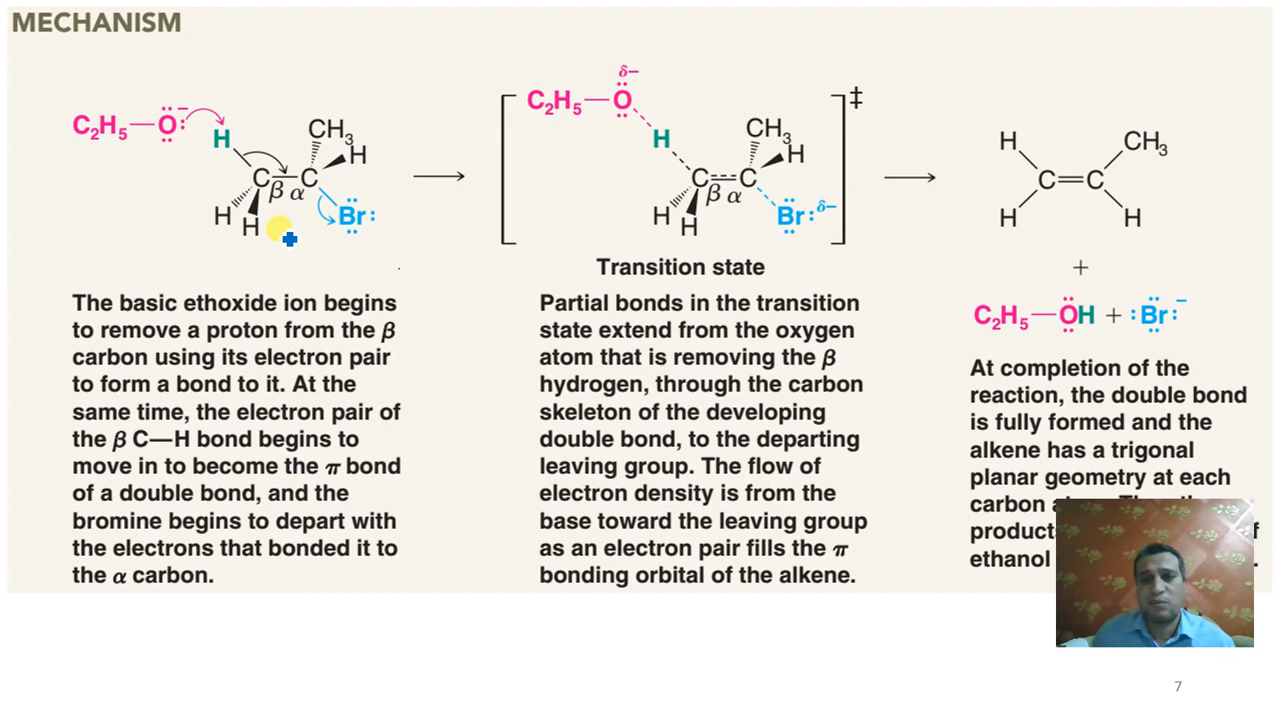 MECHANISM
C₂H₅—Ö:⁻
H
CH₃
H
C—C
β α
H
H
Br:
δ−
C₂H₅—O
H
CH₃
H
C=C
β α
H
H
Br:δ−
‡
H
CH₃
C=C
H
H
+
C₂H₅—ÖH + :Br:⁻
Transition state
The basic ethoxide ion begins
to remove a proton from the β
carbon using its electron pair
to form a bond to it. At the
same time, the electron pair of
the β C—H bond begins to
move in to become the π bond
of a double bond, and the
bromine begins to depart with
the electrons that bonded it to
the α carbon.
Partial bonds in the transition
state extend from the oxygen
atom that is removing the β
hydrogen, through the carbon
skeleton of the developing
double bond, to the departing
leaving group. The flow of
electron density is from the
base toward the leaving group
as an electron pair fills the π
bonding orbital of the alkene.
At completion of the
reaction, the double bond
is fully formed and the
alkene has a trigonal
planar geometry at each
carbon
product
ethanol
7